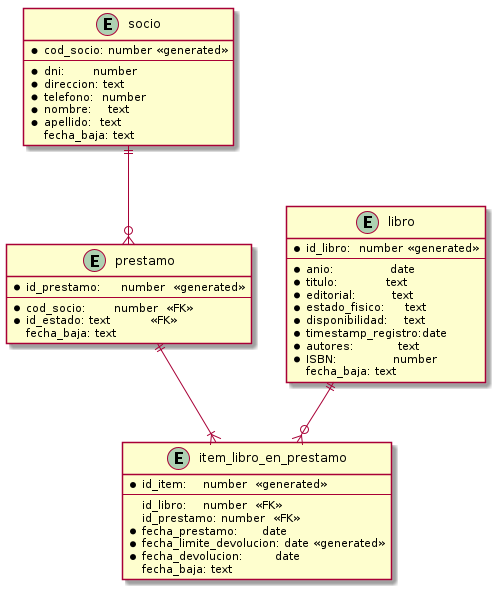 E socio
cod_socio: number «generated»
dni: number
direccion: text
telefono: number
nombre: text
apellido: text
fecha_baja: text
E prestamo
id_prestamo: number «generated»
cod_socio: number «FK»
id_estado: text «FK»
fecha_baja: text
E libro
id_libro: number «generated»
anio: date
titulo: text
editorial: text
estado_fisico: text
disponibilidad: text
timestamp_registro:date
autores: text
ISBN: number
fecha_baja: text
E item_libro_en_prestamo
id_item: number «generated»
id_libro: number «FK»
id_prestamo: number «FK»
fecha_prestamo: date
fecha_limite_devolucion: date «generated»
fecha_devolucion: date
fecha_baja: text